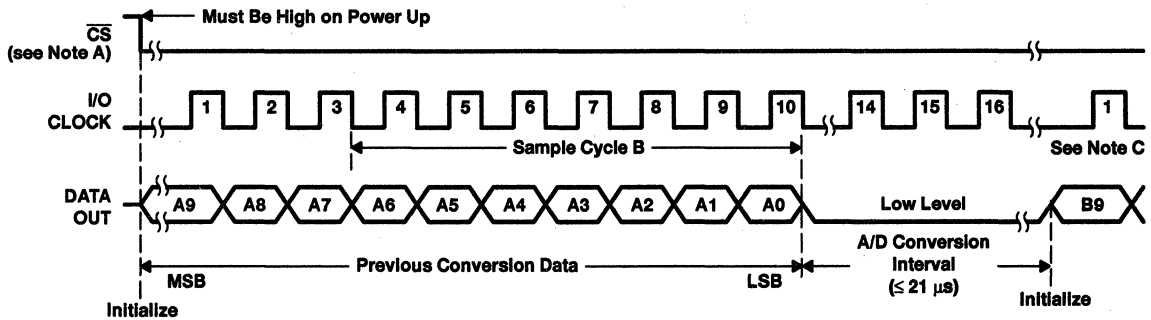 Must Be High on Power Up
CS
(see Note A)
I/O
CLOCK
1 2 3 4 5 6 7 8 9 10 14 15 16 1
Sample Cycle B
See Note C
DATA
OUT
A9 A8 A7 A6 A5 A4 A3 A2 A1 A0 Low Level B9
A/D Conversion
Interval
(≤ 21 μs)
Previous Conversion Data
MSB LSB
Initialize Initialize